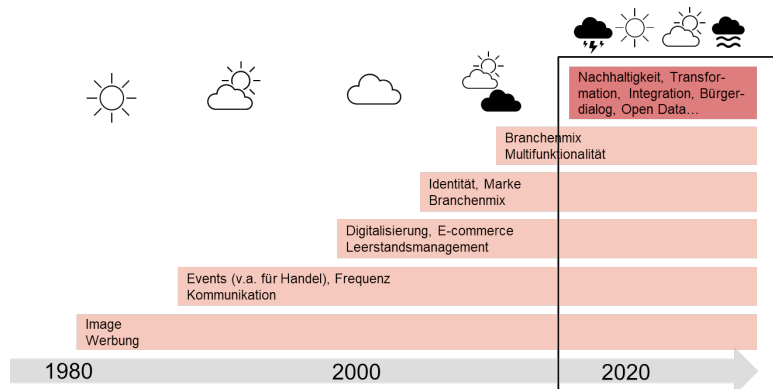 Nachhaltigkeit, Transfor-
mation, Integration, Bürger-
dialog, Open Data…
Branchenmix
Multifunktionalität
Identität, Marke
Branchenmix
Digitalisierung, E-commerce
Leerstandsmanagement
Events (v.a. für Handel), Frequenz
Kommunikation
Image
Werbung
1980 2000 2020